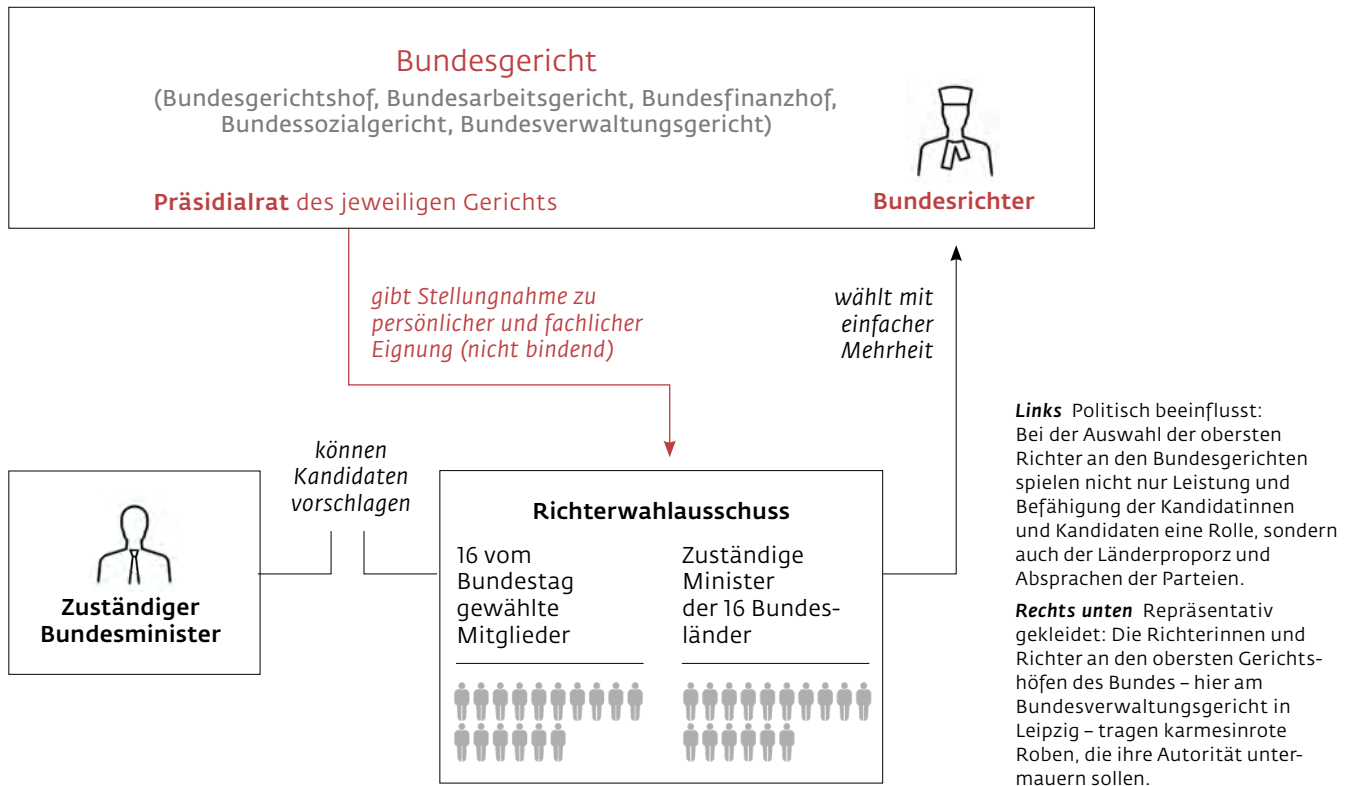 Bundesgericht
(Bundesgerichtshof, Bundesarbeitsgericht, Bundesfinanzhof,
Bundessozialgericht, Bundesverwaltungsgericht)
Präsidialrat des jeweiligen Gerichts
Bundesrichter
gibt Stellungnahme zu
persönlicher und fachlicher
Eignung (nicht bindend)
wählt mit
einfacher
Mehrheit
können
Kandidaten
vorschlagen
Zuständiger
Bundesminister
Richterwahlausschuss
16 vom
Bundestag
gewählte
Mitglieder
Zuständige
Minister
der 16 Bundes-
länder
Links Politisch beeinflusst:
Bei der Auswahl der obersten
Richter an den Bundesgerichten
spielen nicht nur Leistung und
Befähigung der Kandidatinnen
und Kandidaten eine Rolle, sondern
auch der Länderproporz und
Absprachen der Parteien.
Rechts unten Repräsentativ
gekleidet: Die Richterinnen und
Richter an den obersten Gerichts-
höfen des Bundes – hier am
Bundesverwaltungsgericht in
Leipzig – tragen karmesinrote
Roben, die ihre Autorität unter-
mauern sollen.